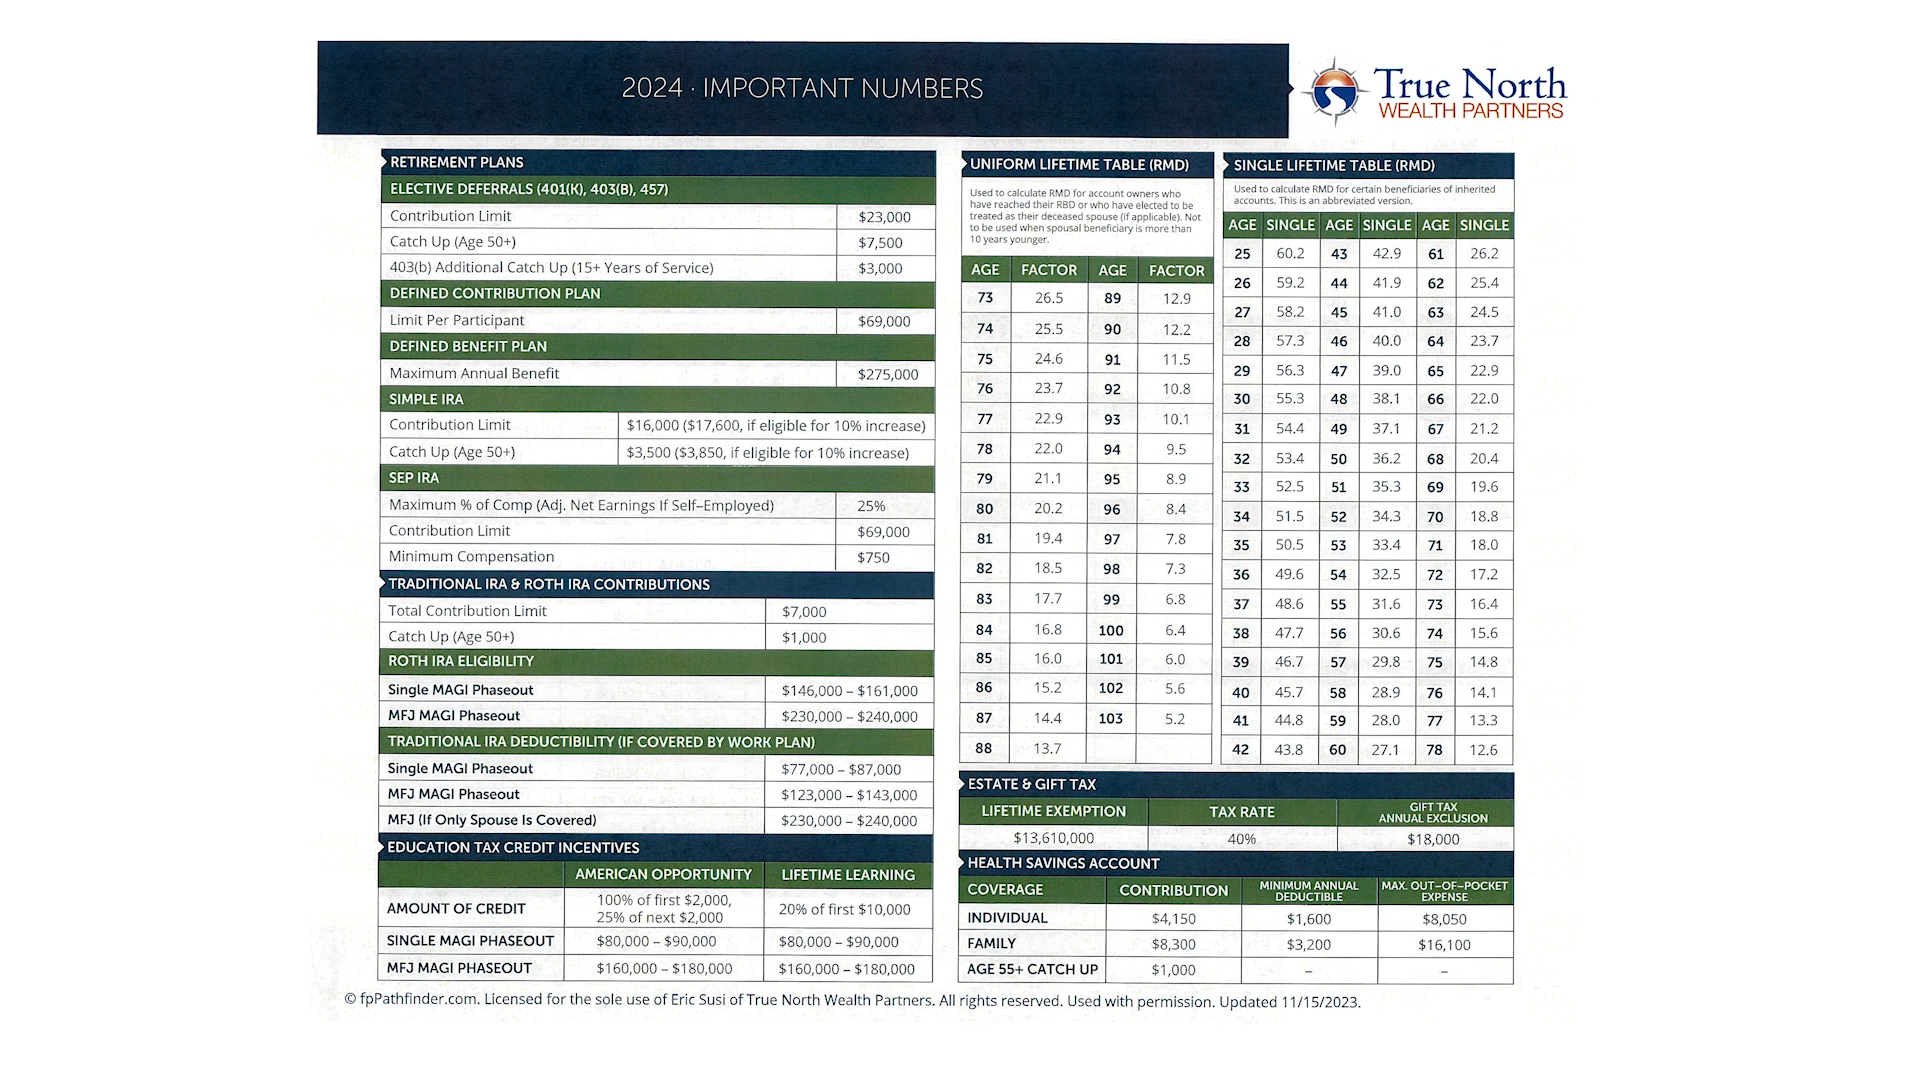 2024 · IMPORTANT NUMBERS
True North
WEALTH PARTNERS
RETIREMENT PLANS
ELECTIVE DEFERRALS (401(K), 403(B), 457)
Contribution Limit $23,000
Catch Up (Age 50+) $7,500
403(b) Additional Catch Up (15+ Years of Service) $3,000
DEFINED CONTRIBUTION PLAN
Limit Per Participant $69,000
DEFINED BENEFIT PLAN
Maximum Annual Benefit $275,000
SIMPLE IRA
Contribution Limit $16,000 ($17,600, if eligible for 10% increase)
Catch Up (Age 50+) $3,500 ($3,850, if eligible for 10% increase)
SEP IRA
Maximum % of Comp (Adj. Net Earnings If Self–Employed) 25%
Contribution Limit $69,000
Minimum Compensation $750
TRADITIONAL IRA & ROTH IRA CONTRIBUTIONS
Total Contribution Limit $7,000
Catch Up (Age 50+) $1,000
ROTH IRA ELIGIBILITY
Single MAGI Phaseout $146,000 – $161,000
MFJ MAGI Phaseout $230,000 – $240,000
TRADITIONAL IRA DEDUCTIBILITY (IF COVERED BY WORK PLAN)
Single MAGI Phaseout $77,000 – $87,000
MFJ MAGI Phaseout $123,000 – $143,000
MFJ (If Only Spouse Is Covered) $230,000 – $240,000
EDUCATION TAX CREDIT INCENTIVES
AMERICAN OPPORTUNITY LIFETIME LEARNING
AMOUNT OF CREDIT 100% of first $2,000, 20% of first $10,000
25% of next $2,000
SINGLE MAGI PHASEOUT $80,000 – $90,000 $80,000 – $90,000
MFJ MAGI PHASEOUT $160,000 – $180,000 $160,000 – $180,000
UNIFORM LIFETIME TABLE (RMD)
Used to calculate RMD for account owners who
have reached their RBD or who have elected to be
treated as their deceased spouse (if applicable). Not
to be used when spousal beneficiary is more than
10 years younger.
AGE FACTOR AGE FACTOR
73 26.5 89 12.9
74 25.5 90 12.2
75 24.6 91 11.5
76 23.7 92 10.8
77 22.9 93 10.1
78 22.0 94 9.5
79 21.1 95 8.9
80 20.2 96 8.4
81 19.4 97 7.8
82 18.5 98 7.3
83 17.7 99 6.8
84 16.8 100 6.4
85 16.0 101 6.0
86 15.2 102 5.6
87 14.4 103 5.2
88 13.7
SINGLE LIFETIME TABLE (RMD)
Used to calculate RMD for certain beneficiaries of inherited
accounts. This is an abbreviated version.
AGE SINGLE AGE SINGLE AGE SINGLE
25 60.2 43 42.9 61 26.2
26 59.2 44 41.9 62 25.4
27 58.2 45 41.0 63 24.5
28 57.3 46 40.0 64 23.7
29 56.3 47 39.0 65 22.9
30 55.3 48 38.1 66 22.0
31 54.4 49 37.1 67 21.2
32 53.4 50 36.2 68 20.4
33 52.5 51 35.3 69 19.6
34 51.5 52 34.3 70 18.8
35 50.5 53 33.4 71 18.0
36 49.6 54 32.5 72 17.2
37 48.6 55 31.6 73 16.4
38 47.7 56 30.6 74 15.6
39 46.7 57 29.8 75 14.8
40 45.7 58 28.9 76 14.1
41 44.8 59 28.0 77 13.3
42 43.8 60 27.1 78 12.6
ESTATE & GIFT TAX
LIFETIME EXEMPTION TAX RATE GIFT TAX
ANNUAL EXCLUSION
$13,610,000 40% $18,000
HEALTH SAVINGS ACCOUNT
COVERAGE CONTRIBUTION MINIMUM ANNUAL MAX. OUT–OF–POCKET
DEDUCTIBLE EXPENSE
INDIVIDUAL $4,150 $1,600 $8,050
FAMILY $8,300 $3,200 $16,100
AGE 55+ CATCH UP $1,000 – –
© fpPathfinder.com. Licensed for the sole use of Eric Susi of True North Wealth Partners. All rights reserved. Used with permission. Updated 11/15/2023.